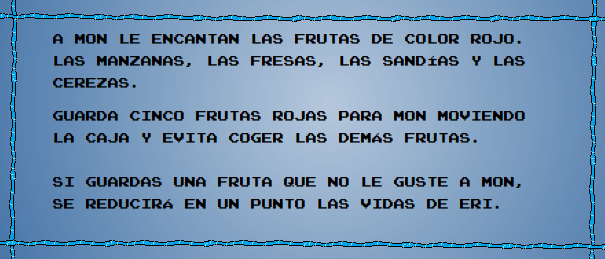 A MON LE ENCANTAN LAS FRUTAS DE COLOR ROJO.
LAS MANZANAS, LAS FRESAS, LAS SANDíAS Y LAS
CEREZAS.
GUARDA CINCO FRUTAS ROJAS PARA MON MOVIENDO
LA CAJA Y EVITA COGER LAS DEMáS FRUTAS.
SI GUARDAS UNA FRUTA QUE NO LE GUSTE A MON,
SE REDUCIRá EN UN PUNTO LAS VIDAS DE ERI.